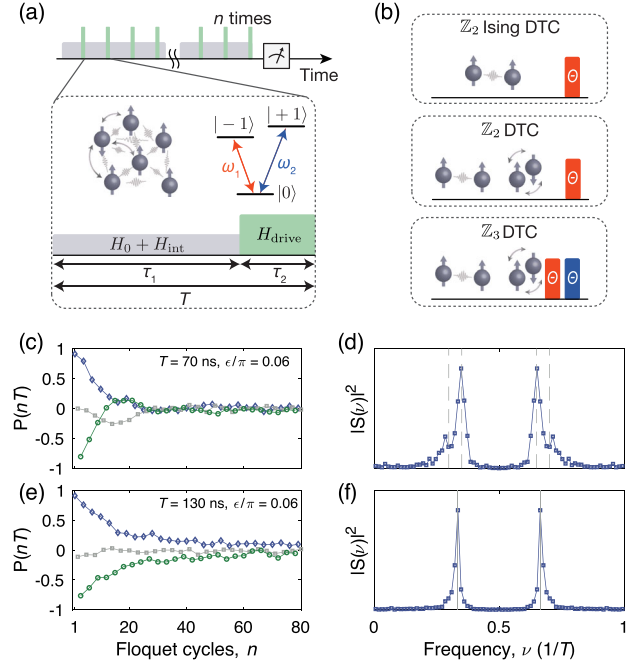 (a)
n times
Time
|−1⟩
|+1⟩
ω₁
ω₂
|0⟩
H₀ + H_int
H_drive
τ₁
τ₂
T
(b)
ℤ₂ Ising DTC
Θ
ℤ₂ DTC
Θ
ℤ₃ DTC
Θ Θ
(c)
T = 70 ns, ϵ/π = 0.06
P(nT)
1
0.5
0
-0.5
-1
(d)
|S(ν)|²
(e)
T = 130 ns, ϵ/π = 0.06
P(nT)
1
0.5
0
-0.5
-1
1 20 40 60 80
Floquet cycles, n
(f)
|S(ν)|²
0 0.5 1
Frequency, ν (1/T)